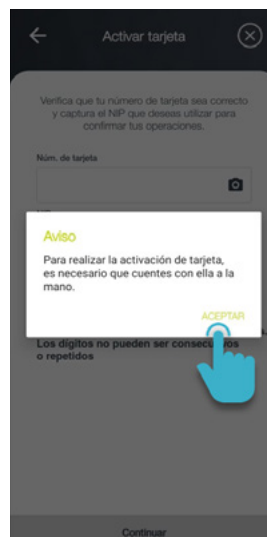 Activar tarjeta
Verifica que tu número de tarjeta sea correcto
y captura el NIP que deseas utilizar para
confirmar tus operaciones.
Núm. de tarjeta
Aviso
Para realizar la activación de tarjeta,
es necesario que cuentes con ella a la
mano.
ACEPTAR
Los dígitos no pueden ser consecutivos
o repetidos
Continuar